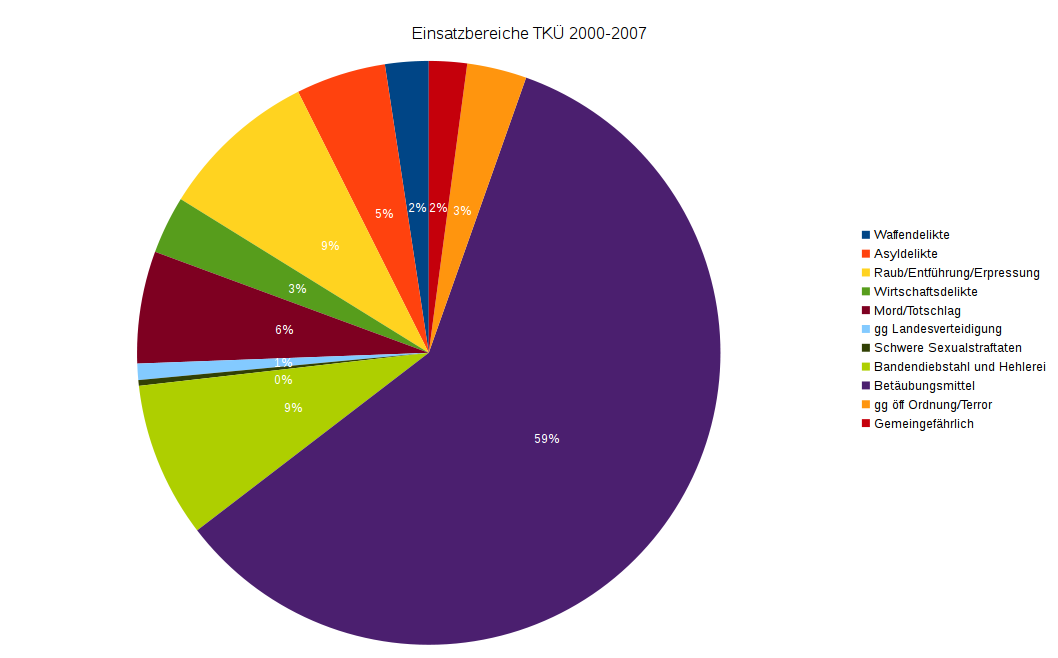 Einsatzbereiche TKÜ 2000-2007
5%
2%
2%
3%
9%
3%
6%
1%
0%
9%
59%
Waffendelikte
Asyldelikte
Raub/Entführung/Erpressung
Wirtschaftsdelikte
Mord/Totschlag
gg Landesverteidigung
Schwere Sexualstraftaten
Bandendiebstahl und Hehlerei
Betäubungsmittel
gg öff Ordnung/Terror
Gemeingefährlich